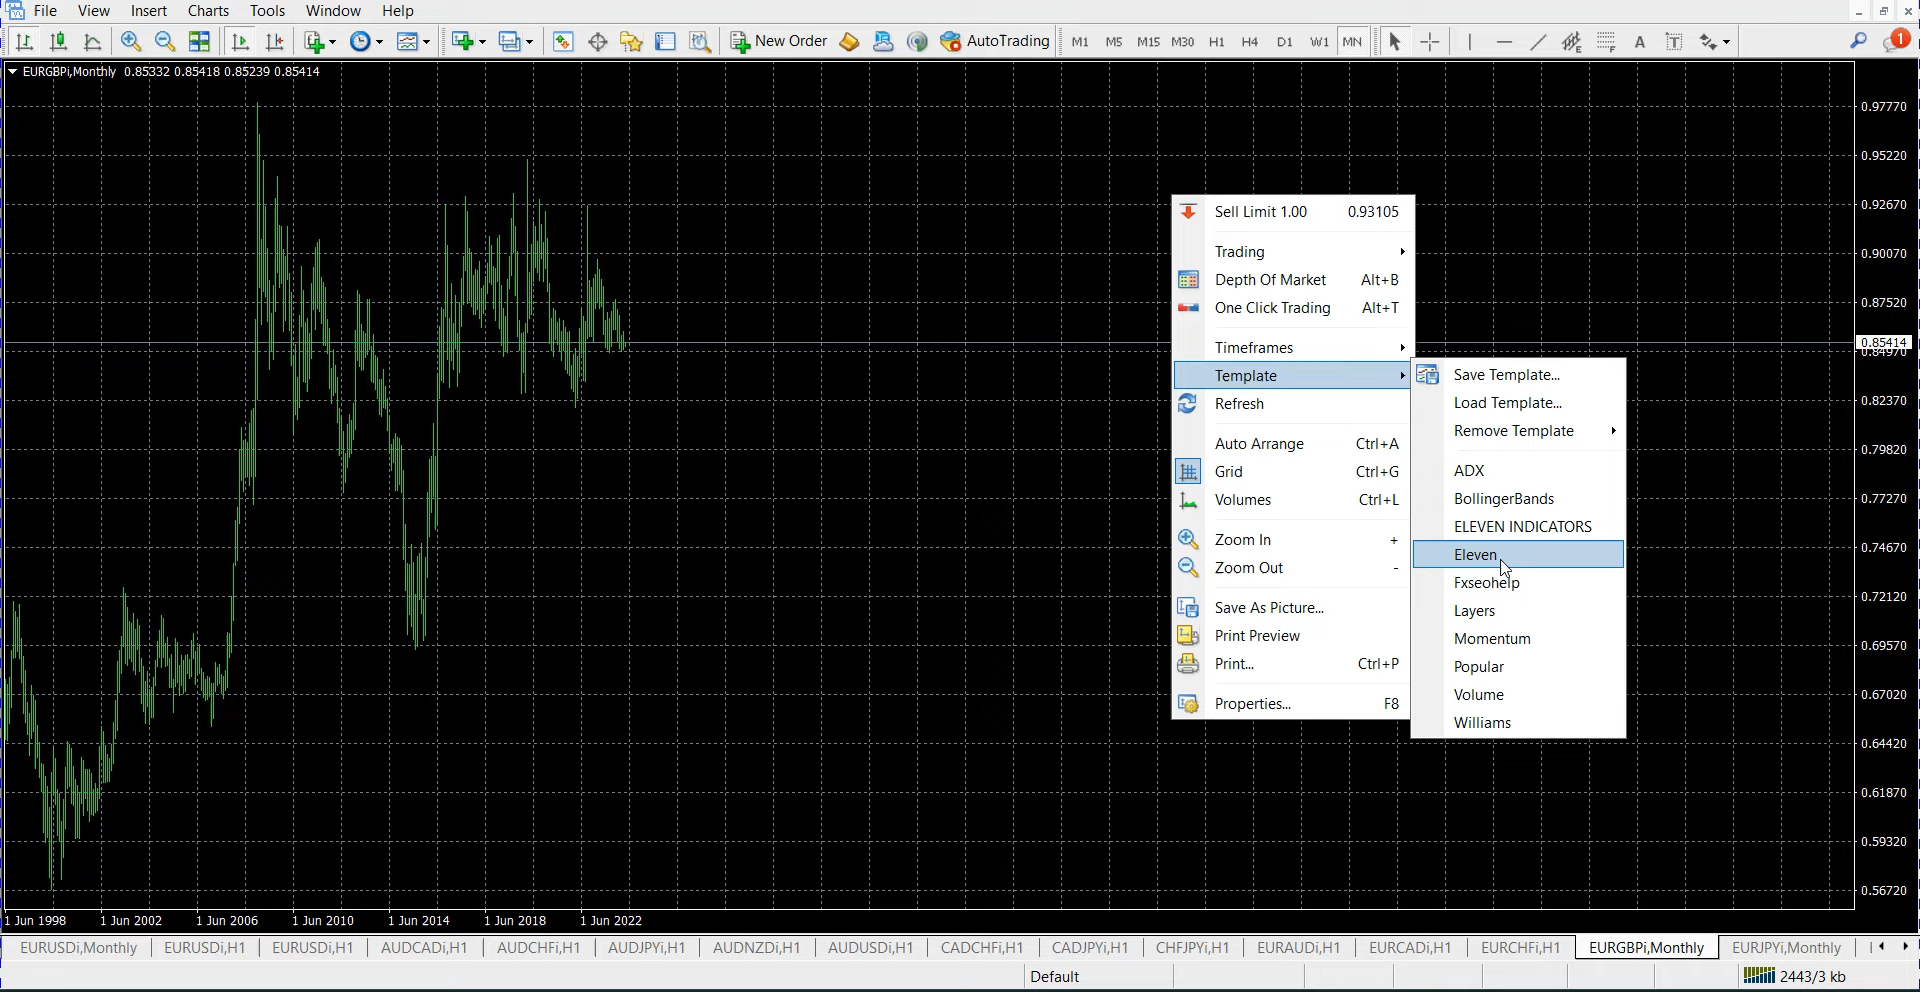 File View Insert Charts Tools Window Help
New Order AutoTrading M1 M5 M15 M30 H1 H4 D1 W1 MN A T 1
EURGBPi,Monthly 0.85332 0.85418 0.85239 0.85414
0.97770
0.95220
0.92670
0.90070
0.87520
0.85414
0.84970
0.82370
0.79820
0.77270
0.74670
0.72120
0.69570
0.67020
0.64420
0.61870
0.59320
0.56720
Sell Limit 1.00 0.93105
Trading
Depth Of Market Alt+B
One Click Trading Alt+T
Timeframes
Template
Refresh
Auto Arrange Ctrl+A
Grid Ctrl+G
Volumes Ctrl+L
Zoom In +
Zoom Out -
Save As Picture...
Print Preview
Print... Ctrl+P
Properties... F8
Save Template...
Load Template...
Remove Template
ADX
BollingerBands
ELEVEN INDICATORS
Eleven
Fxseohelp
Layers
Momentum
Popular
Volume
Williams
1 Jun 1998 1 Jun 2002 1 Jun 2006 1 Jun 2010 1 Jun 2014 1 Jun 2018 1 Jun 2022
EURUSDi,Monthly EURUSDi,H1 EURUSDi,H1 AUDCADi,H1 AUDCHFi,H1 AUDJPYi,H1 AUDNZDi,H1 AUDUSDi,H1 CADCHFi,H1 CADJPYi,H1 CHFJPYi,H1 EURAUDi,H1 EURCADi,H1 EURCHFi,H1 EURGBPi,Monthly EURJPYi,Monthly
Default 2443/3 kb